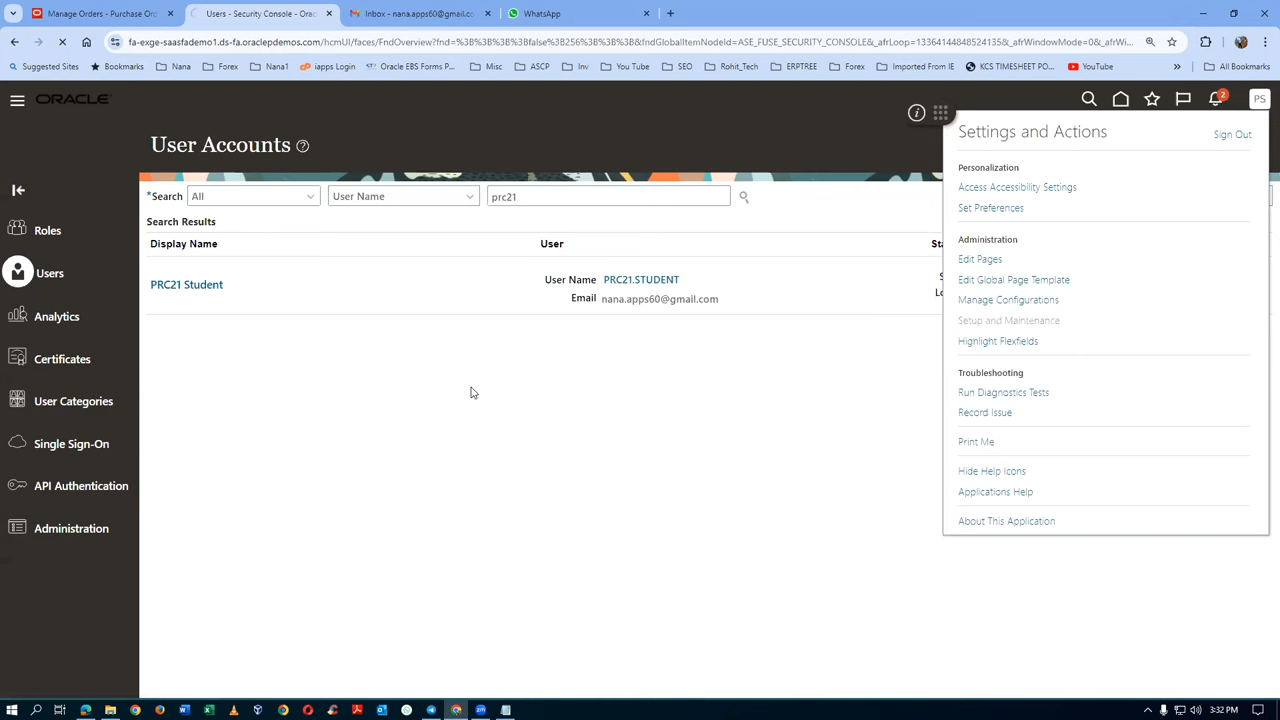 Manage Orders - Purchase Ord
Users - Security Console - Orac
Inbox - nana.apps60@gmail.co
WhatsApp
fa-exge-saasfademo1.ds-fa.oraclepdemos.com/hcmUI/faces/FndOverview?fnd=%3B%3B%3B%3Bfalse%3B256%3B%3B%3B&fndGlobalItemNodeId=ASE_FUSE_SECURITY_CONSOLE&_afrLoop=13364144848524135&_afrWindowMode=0&_afrWi...
Suggested Sites
Bookmarks
Nana
Forex
Nana1
iapps Login
Oracle EBS Forms P...
Misc
ASCP
Inv
You Tube
SEO
Rohit_Tech
ERPTREE
Forex
Imported From IE
KCS TIMESHEET PO...
YouTube
All Bookmarks
ORACLE
2
PS
User Accounts
Settings and Actions
Sign Out
Personalization
Access Accessibility Settings
Set Preferences
Administration
Edit Pages
Edit Global Page Template
Manage Configurations
Setup and Maintenance
Highlight Flexfields
Troubleshooting
Run Diagnostics Tests
Record Issue
Print Me
Hide Help Icons
Applications Help
About This Application
*Search
All
User Name
prc21
Search Results
Display Name
User
Sta
PRC21 Student
User Name
PRC21.STUDENT
S
Email
nana.apps60@gmail.com
Lo
Roles
Users
Analytics
Certificates
User Categories
Single Sign-On
API Authentication
Administration
3:32 PM